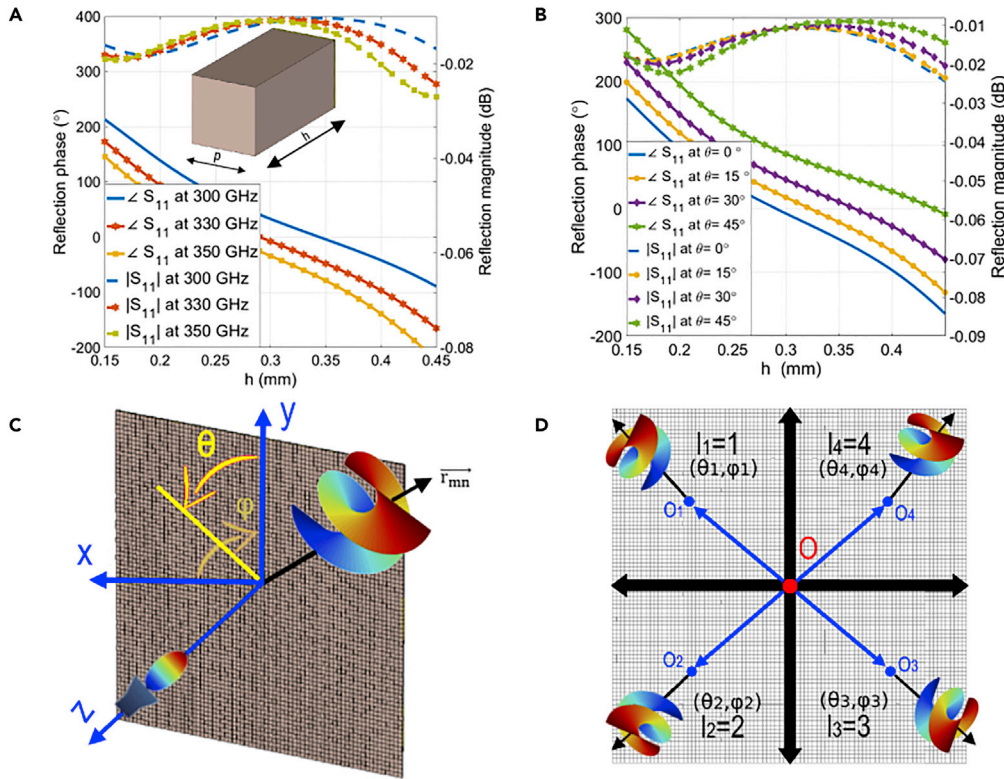 A
400
300
200
100
0
-100
-200
Reflection phase (°)
-0.02
-0.04
-0.06
-0.08
Reflection magnitude (dB)
p
h
∠ S11 at 300 GHz
∠ S11 at 330 GHz
∠ S11 at 350 GHz
|S11| at 300 GHz
|S11| at 330 GHz
|S11| at 350 GHz
0.15 0.2 0.25 0.3 0.35 0.4 0.45
h (mm)
B
300
200
100
0
-100
-200
Reflection phase (°)
-0.01
-0.02
-0.03
-0.04
-0.05
-0.06
-0.07
-0.08
-0.09
Reflection magnitude (dB)
∠ S11 at θ= 0 °
∠ S11 at θ= 15 °
∠ S11 at θ= 30°
∠ S11 at θ= 45°
|S11| at θ= 0°
|S11| at θ= 15°
|S11| at θ= 30°
|S11| at θ= 45°
0.15 0.2 0.3 0.4
h (mm)
C
y
θ
φ
x
z
rmn
D
l1=1
(θ1,φ1)
l4=4
(θ4,φ4)
O1
O4
O
O2
O3
(θ2,φ2)
l2=2
(θ3,φ3)
l3=3